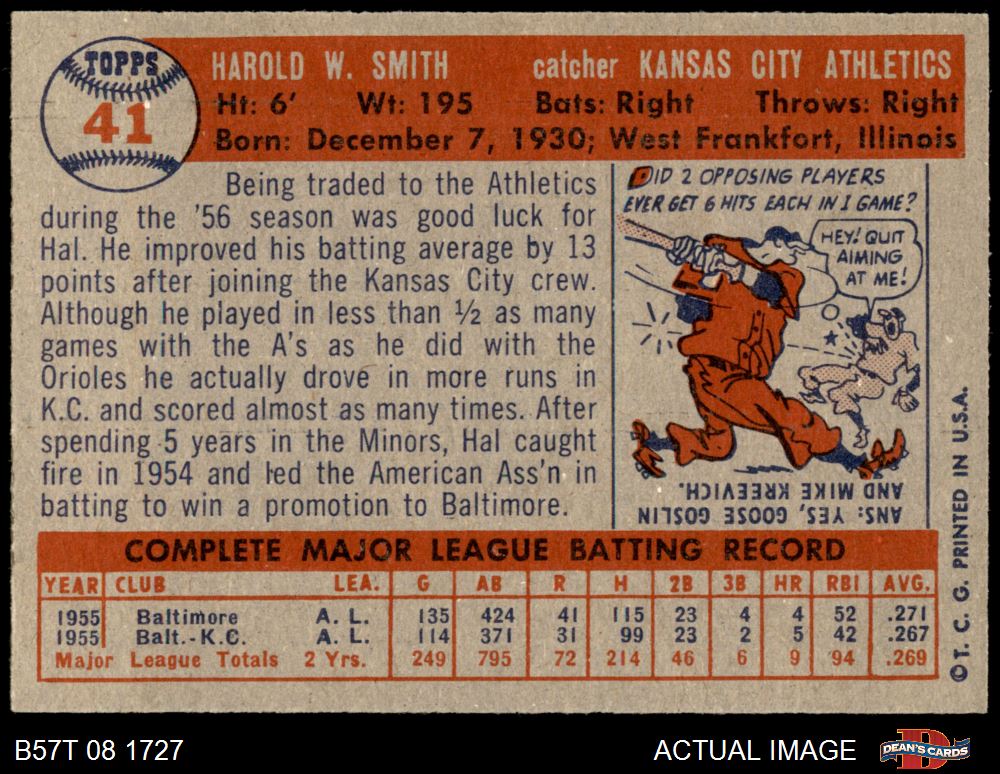 TOPPS
41
HAROLD W. SMITH catcher KANSAS CITY ATHLETICS
Ht: 6' Wt: 195 Bats: Right Throws: Right
Born: December 7, 1930; West Frankfort, Illinois
Being traded to the Athletics
during the '56 season was good luck for
Hal. He improved his batting average by 13
points after joining the Kansas City crew.
Although he played in less than ½ as many
games with the A's as he did with the
Orioles he actually drove in more runs in
K.C. and scored almost as many times. After
spending 5 years in the Minors, Hal caught
fire in 1954 and led the American Ass'n in
batting to win a promotion to Baltimore.
DID 2 OPPOSING PLAYERS
EVER GET 6 HITS EACH IN 1 GAME?
HEY! QUIT
AIMING
AT ME!
ANS: YES, GOOSE GOSLIN
AND MIKE KREEVICH.
COMPLETE MAJOR LEAGUE BATTING RECORD
YEAR CLUB LEA. G AB R H 2B 3B HR RBI AVG.
1955 Baltimore A. L. 135 424 41 115 23 4 4 52 .271
1955 Balt.-K.C. A. L. 114 371 31 99 23 2 5 42 .267
Major League Totals 2 Yrs. 249 795 72 214 46 6 9 94 .269
© T. C. G. PRINTED IN U.S.A.
B57T 08 1727 ACTUAL IMAGE DEAN'S CARDS